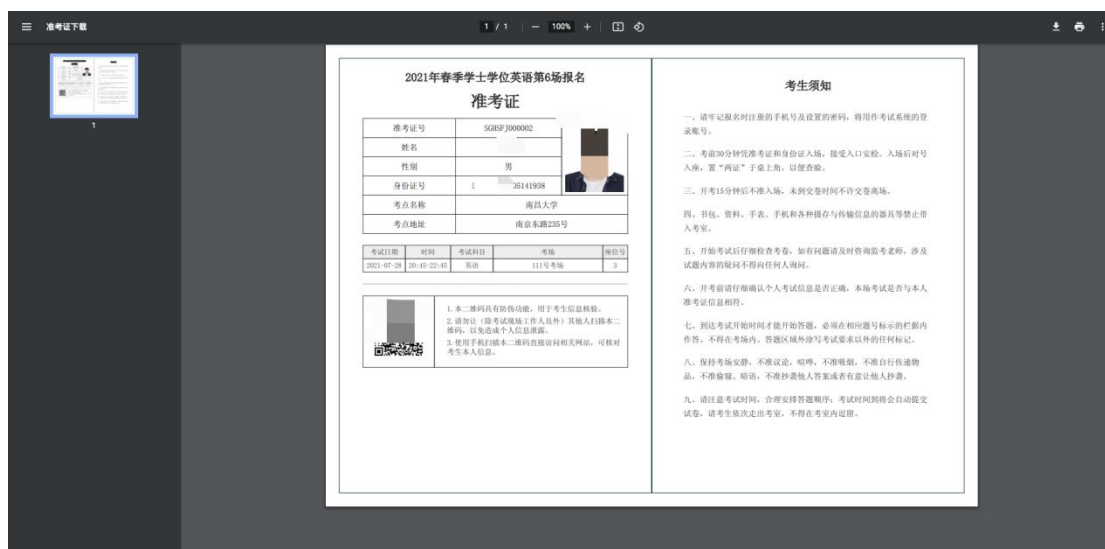 准考证下载
1 / 1
100%
1
2021年春季学士学位英语第6场报名
准考证
准考证号 SGHSFJ000002
姓名
性别 男
身份证号 1 05141938
考点名称 南昌大学
考点地址 南京东路235号
考试日期 时间 考试科目 考场 座位号
2021-07-28 20:45-22:45 英语 111号考场 3
1. 本二维码具有防伪功能，用于考生信息核验。
2. 请勿让（除考试现场工作人员外）其他人扫描本二
维码，以免造成个人信息泄露。
3. 使用手机扫描本二维码直接访问相关网站，可核对
考生本人信息。
考生须知
一、请牢记报名时注册的手机号及设置的密码，将用作考试系统的登
录账号。
二、考前30分钟凭准考证和身份证入场，接受入口安检。入场后对号
入座，置“两证”于桌上角，以便查验。
三、开考15分钟后不准入场，未到交卷时间不许交卷离场。
四、书包、资料、手表、手机和各种摄存与传输信息的器具等禁止带
入考室。
五、开始考试后仔细检查考卷，如有问题请及时咨询监考老师，涉及
试题内容的疑问不得向任何人询问。
六、开考前请仔细确认个人考试信息是否正确，本场考试是否与本人
准考证信息相符。
七、到达考试开始时间才能开始答题，必须在相应题号标示的栏据内
作答。不得在考场内、答题区域外涂写考试要求以外的任何标记。
八、保持考场安静，不准议论，喧哗，不准吸烟，不准自行传递物
品，不准偷窥、暗语，不准抄袭他人答案或者有意让他人抄袭。
九、请注意考试时间，合理安排答题顺序；考试时间到将会自动提交
试卷，请考生依次走出考室，不得在考室内逗留。